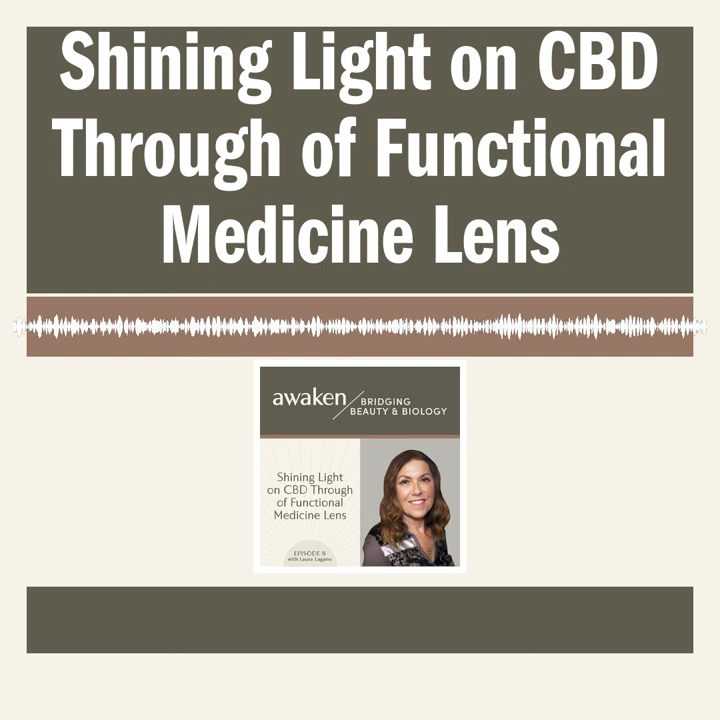 Shining Light on CBD
Through of Functional
Medicine Lens
awaken / BRIDGING
BEAUTY & BIOLOGY
Shining Light
on CBD Through
of Functional
Medicine Lens
EPISODE 8
with Laura Lagano